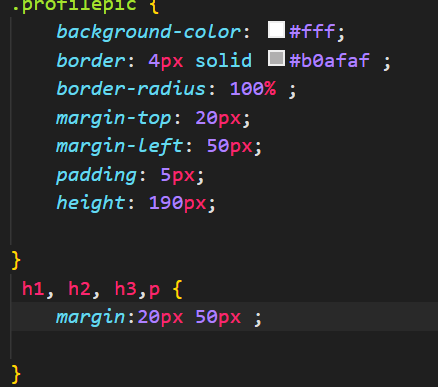 .profilepic {
background-color: #fff;
border: 4px solid #b0afaf ;
border-radius: 100% ;
margin-top: 20px;
margin-left: 50px;
padding: 5px;
height: 190px;
}
h1, h2, h3,p {
margin:20px 50px ;
}